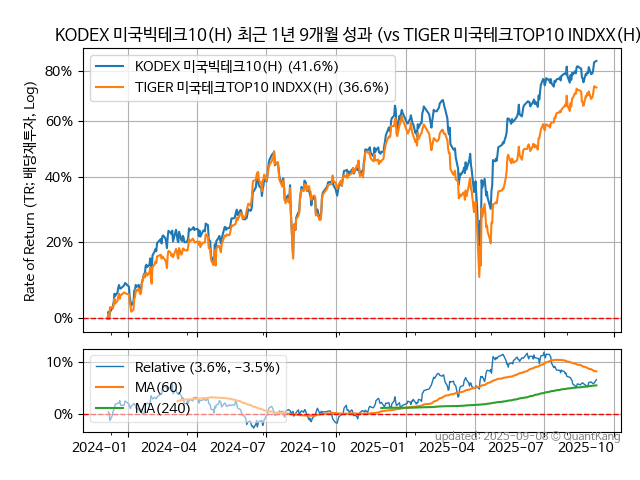 KODEX 미국빅테크10(H) 최근 1년 9개월 성과 (vs TIGER 미국테크TOP10 INDXX(H)
KODEX 미국빅테크10(H) (41.6%)
TIGER 미국테크TOP10 INDXX(H) (36.6%)
Rate of Return (TR: 배당재투자, Log)
80%
60%
40%
20%
0%
Relative (3.6%, −3.5%)
MA(60)
MA(240)
10%
0%
2024−01 2024−04 2024−07 2024−10 2025−01 2025−04 2025−07 2025−10
updated: 2025−09−08 © QuantKang